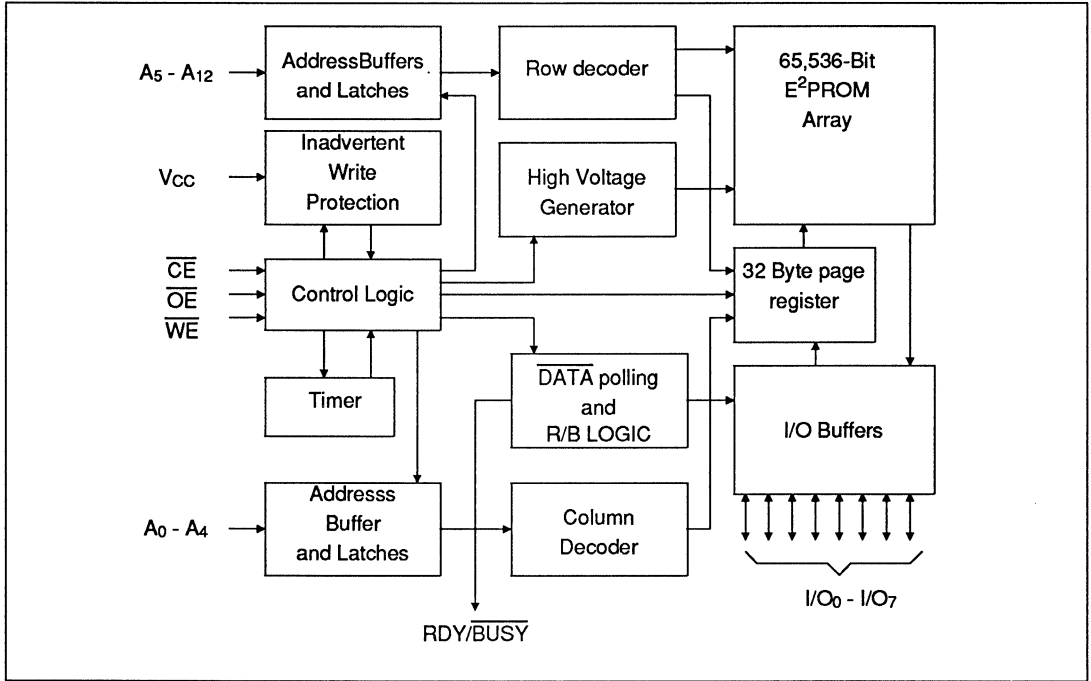 A5 - A12
AddressBuffers
and Latches
Row decoder
65,536-Bit
E²PROM
Array
VCC
Inadvertent
Write
Protection
High Voltage
Generator
CE
OE
WE
Control Logic
32 Byte page
register
Timer
DATA polling
and
R/B LOGIC
I/O Buffers
A0 - A4
Addresss
Buffer
and Latches
Column
Decoder
I/O0 - I/O7
RDY/BUSY